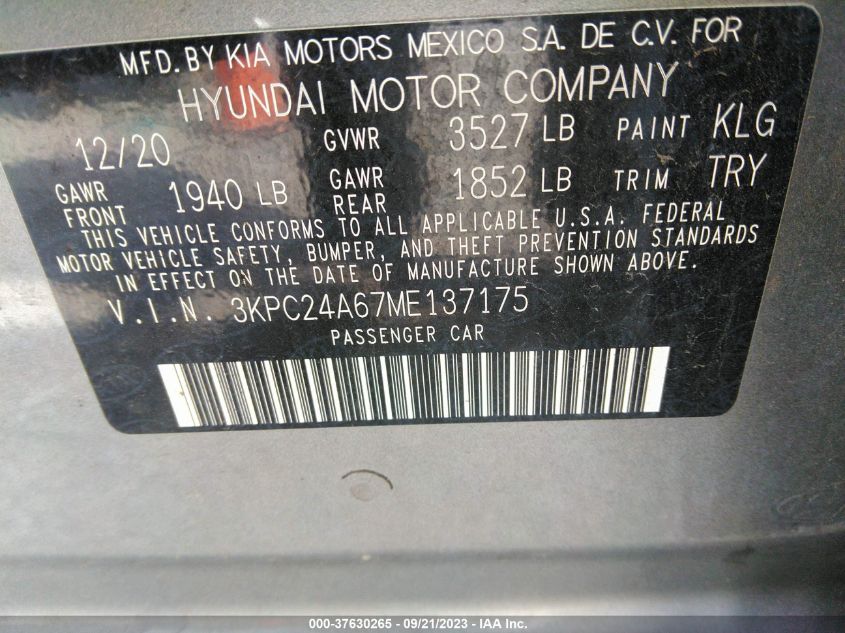 MFD. BY KIA MOTORS MEXICO S.A. DE C.V. FOR
HYUNDAI MOTOR COMPANY
12/20 GVWR 3527 LB PAINT KLG
GAWR FRONT 1940 LB GAWR REAR 1852 LB TRIM TRY
THIS VEHICLE CONFORMS TO ALL APPLICABLE U.S.A. FEDERAL
MOTOR VEHICLE SAFETY, BUMPER, AND THEFT PREVENTION STANDARDS
IN EFFECT ON THE DATE OF MANUFACTURE SHOWN ABOVE.
V.I.N. 3KPC24A67ME137175
PASSENGER CAR
000-37630265 - 09/21/2023 - IAA Inc.